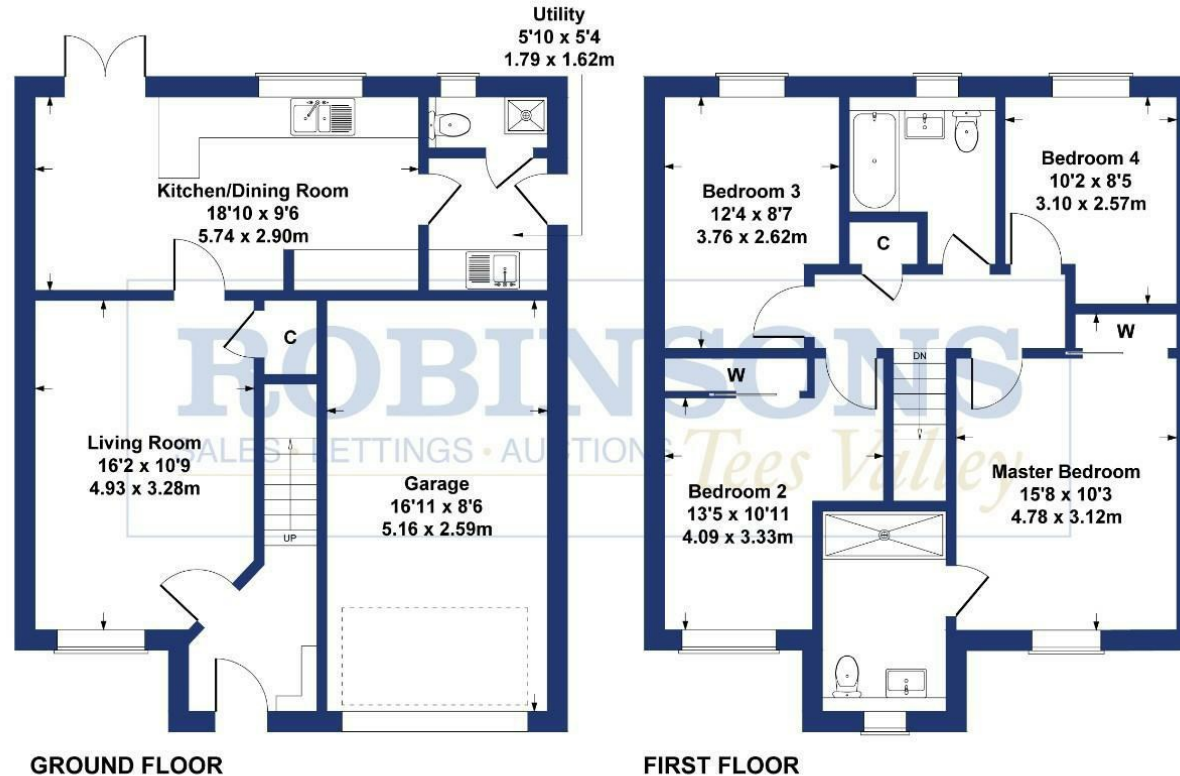 Utility
5'10 x 5'4
1.79 x 1.62m
Kitchen/Dining Room
18'10 x 9'6
5.74 x 2.90m
C
Living Room
16'2 x 10'9
4.93 x 3.28m
UP
Garage
16'11 x 8'6
5.16 x 2.59m
GROUND FLOOR
Bedroom 3
12'4 x 8'7
3.76 x 2.62m
C
Bedroom 4
10'2 x 8'5
3.10 x 2.57m
W
W
DN
Bedroom 2
13'5 x 10'11
4.09 x 3.33m
Master Bedroom
15'8 x 10'3
4.78 x 3.12m
FIRST FLOOR
ROBINSONS
SALES · LETTINGS · AUCTIONS
Tees Valley